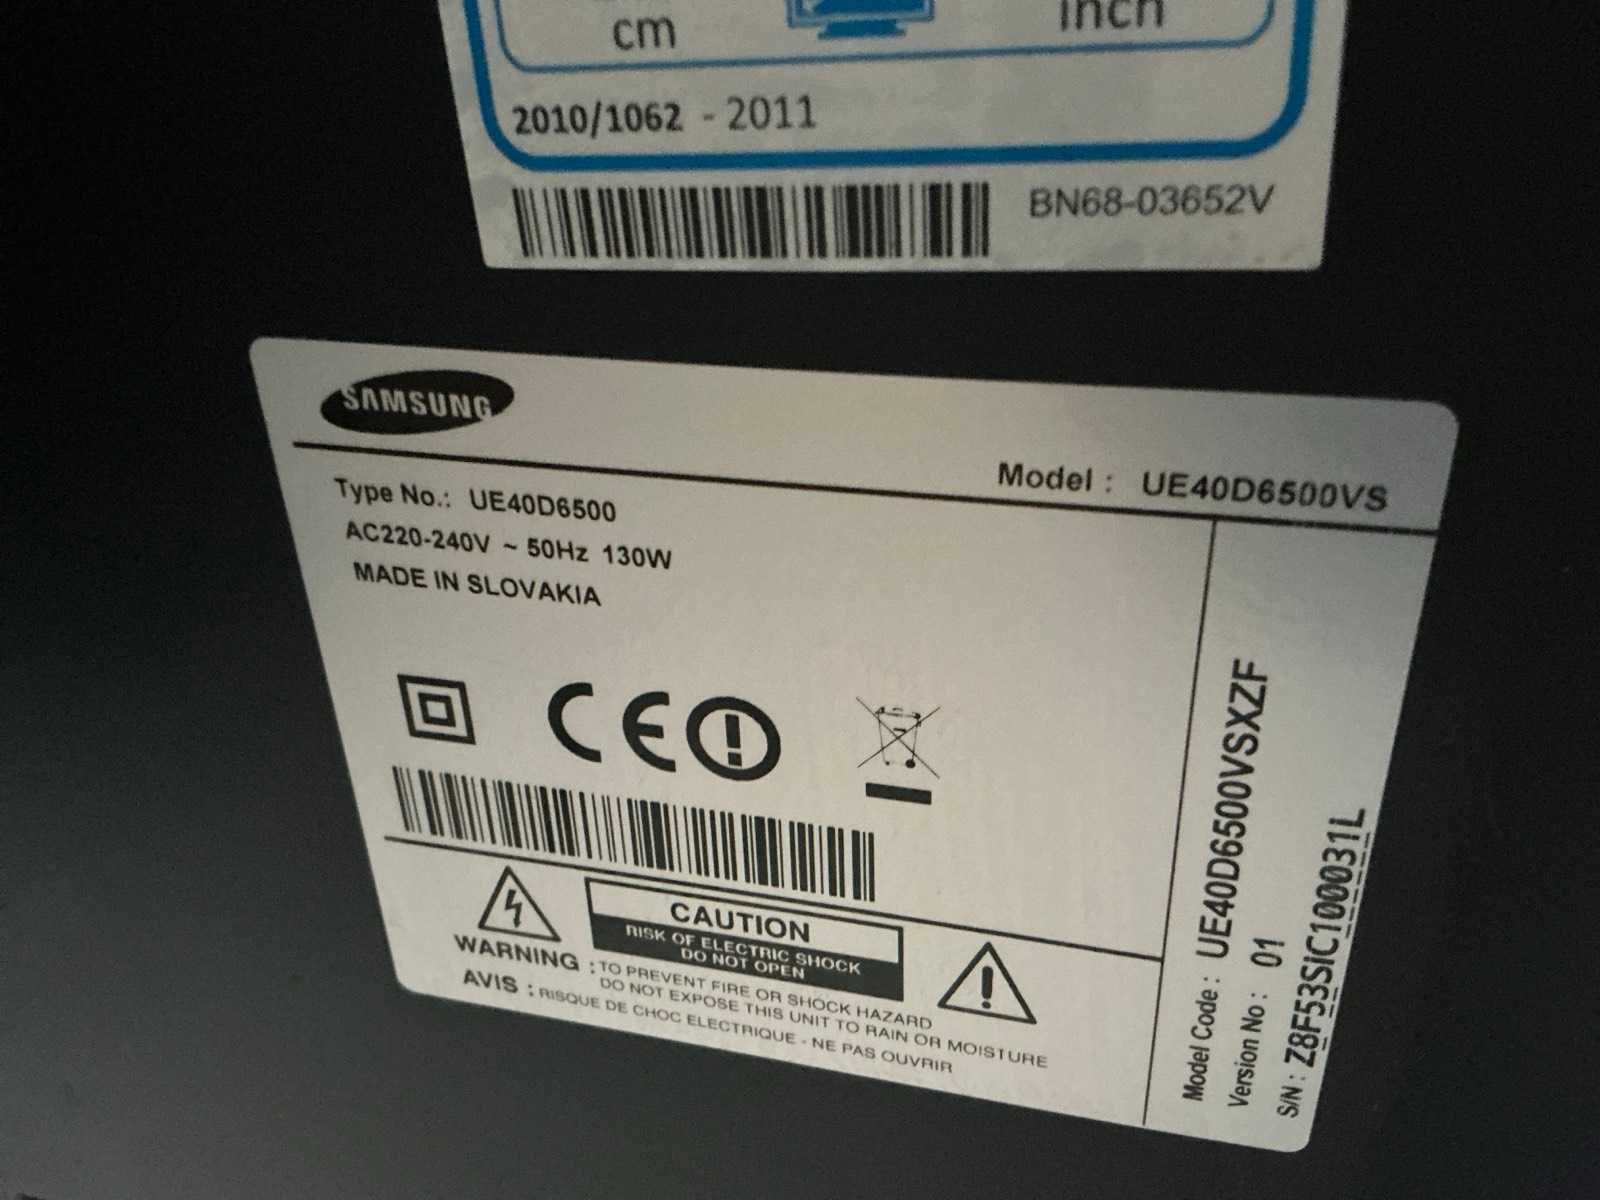 cm
inch
2010/1062 - 2011
BN68-03652V
SAMSUNG
Model : UE40D6500VS
Type No.: UE40D6500
AC220-240V ~ 50Hz 130W
MADE IN SLOVAKIA
CE
CAUTION
RISK OF ELECTRIC SHOCK
DO NOT OPEN
WARNING : TO PREVENT FIRE OR SHOCK HAZARD
DO NOT EXPOSE THIS UNIT TO RAIN OR MOISTURE
AVIS : RISQUE DE CHOC ELECTRIQUE - NE PAS OUVRIR
Model Code : UE40D6500VSXZF
Version No : 01
S/N : Z8F53SIC100031L